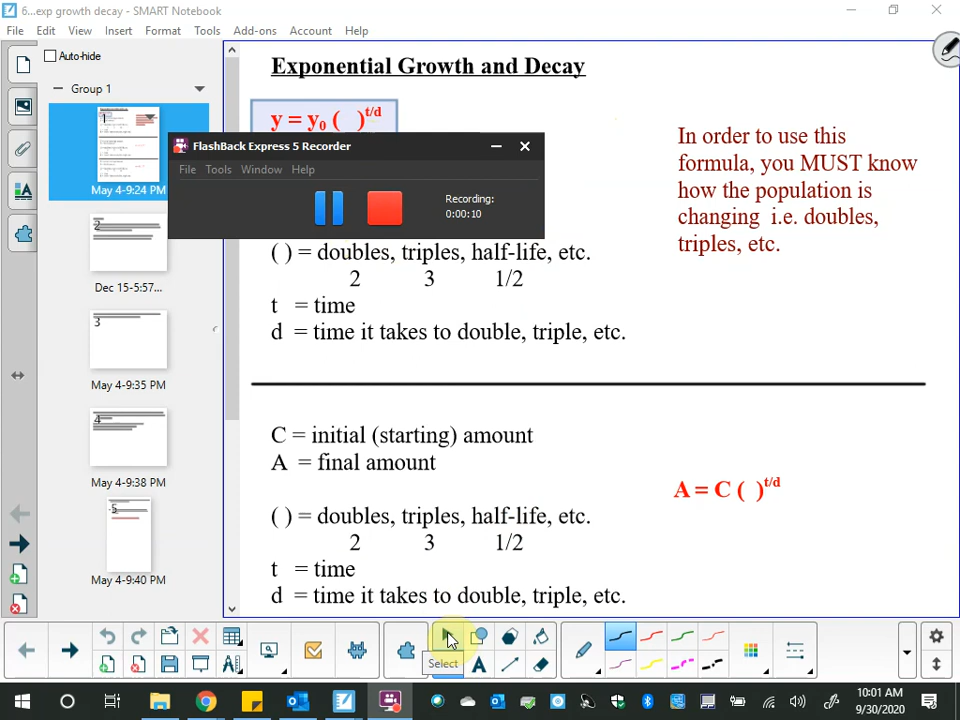 6...exp growth decay - SMART Notebook
File Edit View Insert Format Tools Add-ons Account Help
Auto-hide
Group 1
1
May 4-9:24 PM
2
Dec 15-5:57...
3
May 4-9:35 PM
4
May 4-9:38 PM
5
May 4-9:40 PM
Exponential Growth and Decay
y = y₀ ( )^t/d
FlashBack Express 5 Recorder
File Tools Window Help
Recording:
0:00:10
In order to use this
formula, you MUST know
how the population is
changing i.e. doubles,
triples, etc.
( ) = doubles, triples, half-life, etc.
2 3 1/2
t = time
d = time it takes to double, triple, etc.
C = initial (starting) amount
A = final amount
A = C ( )^t/d
( ) = doubles, triples, half-life, etc.
2 3 1/2
t = time
d = time it takes to double, triple, etc.
Select
A
10:01 AM
9/30/2020